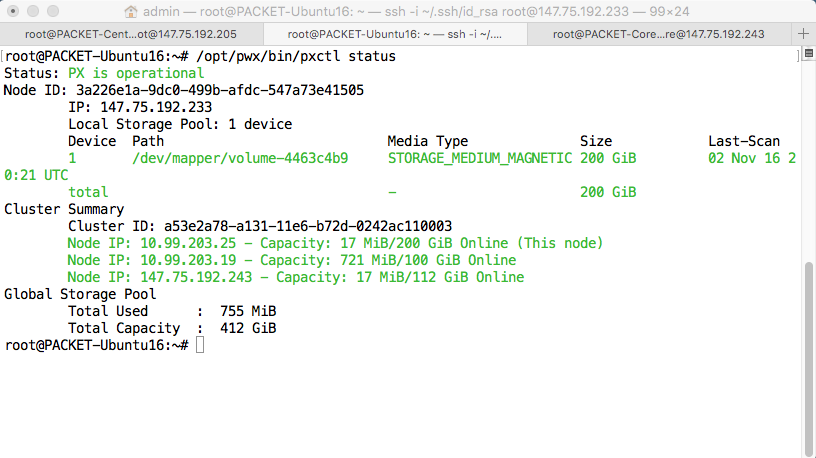 admin — root@PACKET-Ubuntu16: ~ — ssh -i ~/.ssh/id_rsa root@147.75.192.233 — 99×24
root@PACKET-Cent...ot@147.75.192.205 root@PACKET-Ubuntu16: ~ — ssh -i ~/.... root@PACKET-Core...re@147.75.192.243 +
[root@PACKET-Ubuntu16:~# /opt/pwx/bin/pxctl status
Status: PX is operational
Node ID: 3a226e1a-9dc0-499b-afdc-547a73e41505
IP: 147.75.192.233
Local Storage Pool: 1 device
Device Path Media Type Size Last-Scan
1 /dev/mapper/volume-4463c4b9 STORAGE_MEDIUM_MAGNETIC 200 GiB 02 Nov 16 2
0:21 UTC
total - 200 GiB
Cluster Summary
Cluster ID: a53e2a78-a131-11e6-b72d-0242ac110003
Node IP: 10.99.203.25 - Capacity: 17 MiB/200 GiB Online (This node)
Node IP: 10.99.203.19 - Capacity: 721 MiB/100 GiB Online
Node IP: 147.75.192.243 - Capacity: 17 MiB/112 GiB Online
Global Storage Pool
Total Used : 755 MiB
Total Capacity : 412 GiB
root@PACKET-Ubuntu16:~#